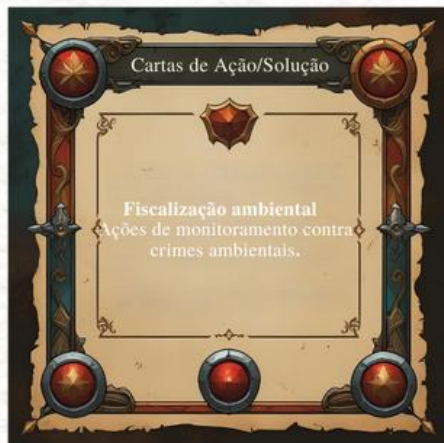 Cartas de Ação/Solução
Fiscalização ambiental
Ações de monitoramento contra
crimes ambientais.